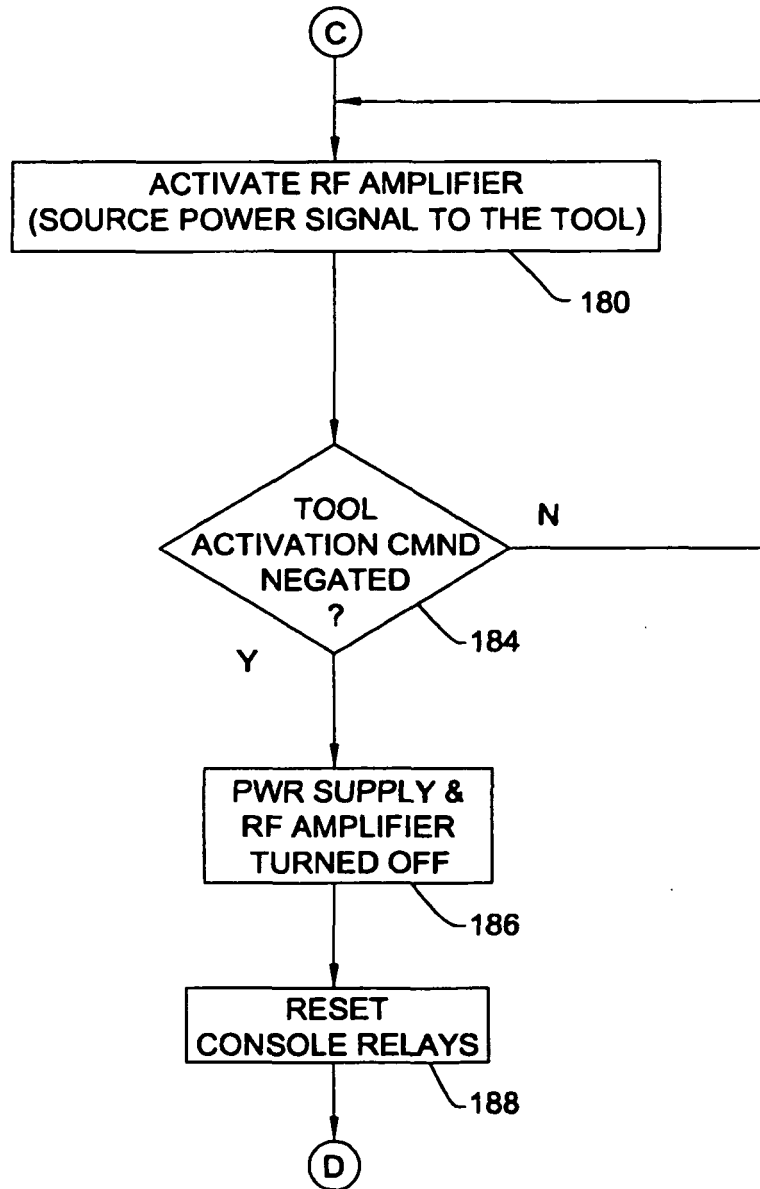 C
ACTIVATE RF AMPLIFIER
(SOURCE POWER SIGNAL TO THE TOOL)
180
TOOL
ACTIVATION CMND
NEGATED
?
N
184
Y
PWR SUPPLY &
RF AMPLIFIER
TURNED OFF
186
RESET
CONSOLE RELAYS
188
D